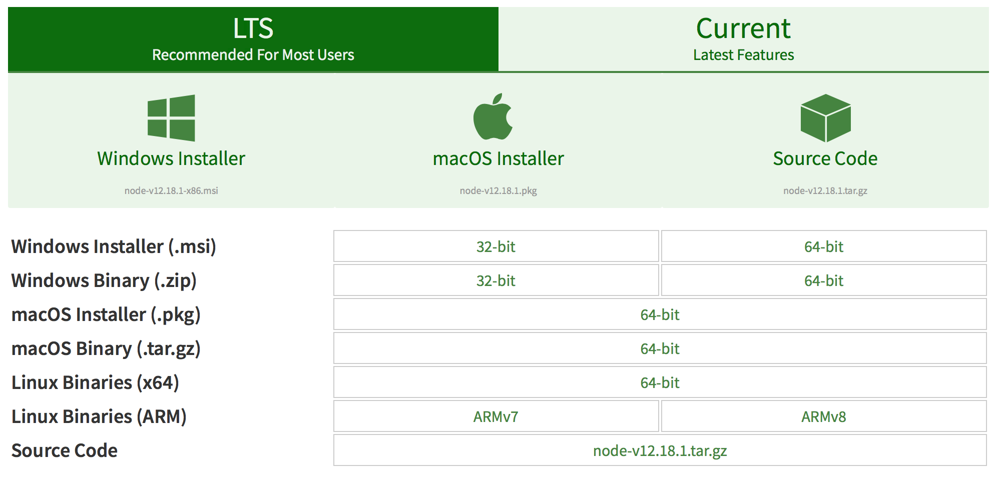 LTS
Recommended For Most Users
Current
Latest Features
Windows Installer
node-v12.18.1-x86.msi
macOS Installer
node-v12.18.1.pkg
Source Code
node-v12.18.1.tar.gz
Windows Installer (.msi) 32-bit 64-bit
Windows Binary (.zip) 32-bit 64-bit
macOS Installer (.pkg) 64-bit
macOS Binary (.tar.gz) 64-bit
Linux Binaries (x64) 64-bit
Linux Binaries (ARM) ARMv7 ARMv8
Source Code node-v12.18.1.tar.gz